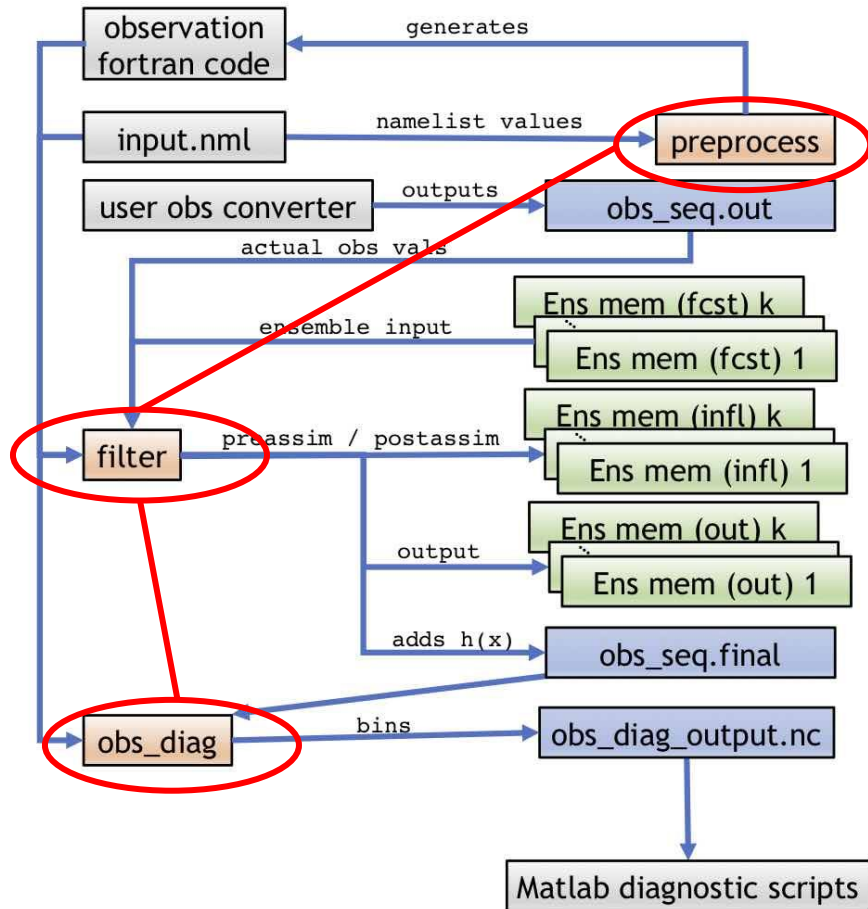 observation
fortran code
generates
input.nml
namelist values
preprocess
user obs converter
outputs
obs_seq.out
actual obs vals
Ens mem (fcst) k
ensemble input
Ens mem (fcst) 1
Ens mem (infl) k
filter
preassim / postassim
Ens mem (infl) 1
Ens mem (out) k
output
Ens mem (out) 1
adds h(x)
obs_seq.final
obs_diag
bins
obs_diag_output.nc
Matlab diagnostic scripts